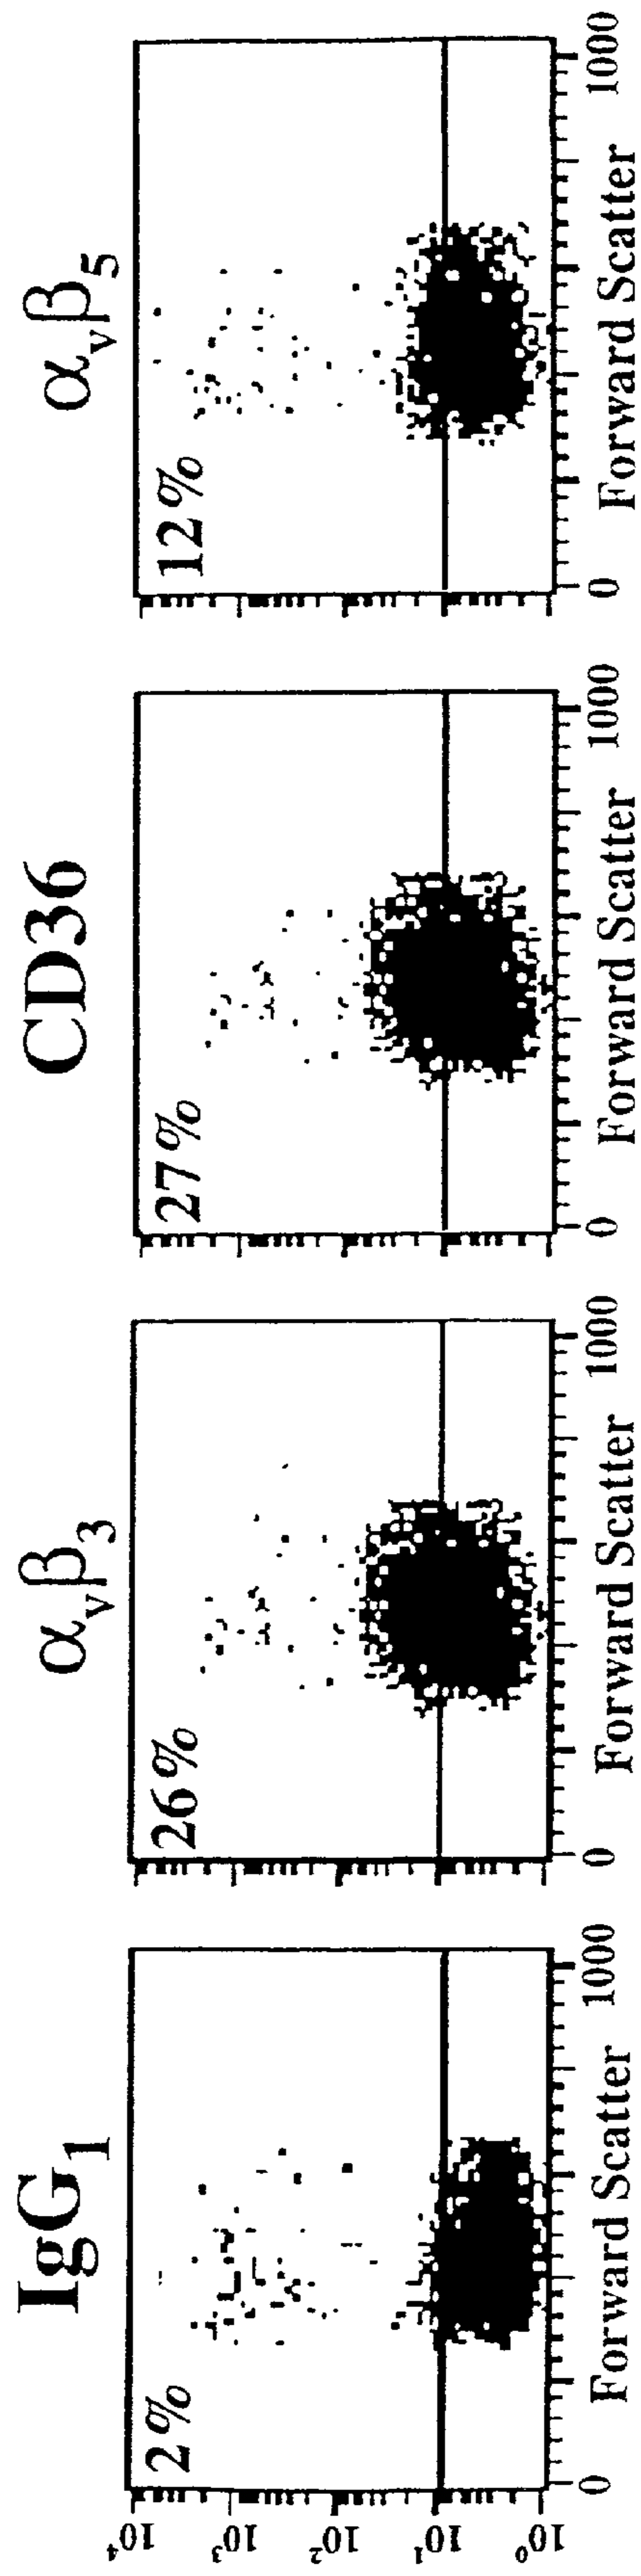 IgG1
2%
10⁴
10³
10²
10¹
10⁰
0 1000
Forward Scatter
αvβ3
26%
0 1000
Forward Scatter
CD36
27%
0 1000
Forward Scatter
αvβ5
12%
0 1000
Forward Scatter